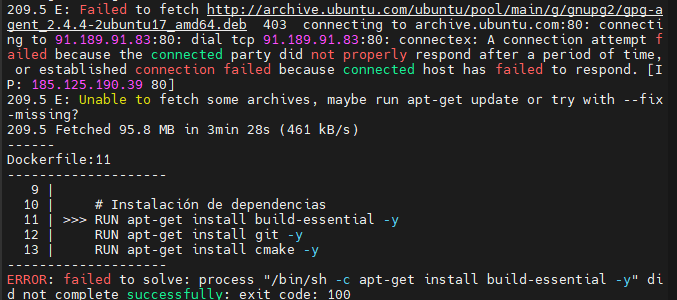 209.5 E: Failed to fetch http://archive.ubuntu.com/ubuntu/pool/main/g/gnupg2/gpg-a
gent_2.4.4-2ubuntu17_amd64.deb  403  connecting to archive.ubuntu.com:80: connecti
ng to 91.189.91.83:80: dial tcp 91.189.91.83:80: connectex: A connection attempt f
ailed because the connected party did not properly respond after a period of time,
 or established connection failed because connected host has failed to respond. [I
P: 185.125.190.39 80]
209.5 E: Unable to fetch some archives, maybe run apt-get update or try with --fix
-missing?
209.5 Fetched 95.8 MB in 3min 28s (461 kB/s)
------
Dockerfile:11
--------------------
   9 |
  10 |     # Instalación de dependencias
  11 | >>> RUN apt-get install build-essential -y
  12 |     RUN apt-get install git -y
  13 |     RUN apt-get install cmake -y
--------------------
ERROR: failed to solve: process "/bin/sh -c apt-get install build-essential -y" di
d not complete successfully: exit code: 100